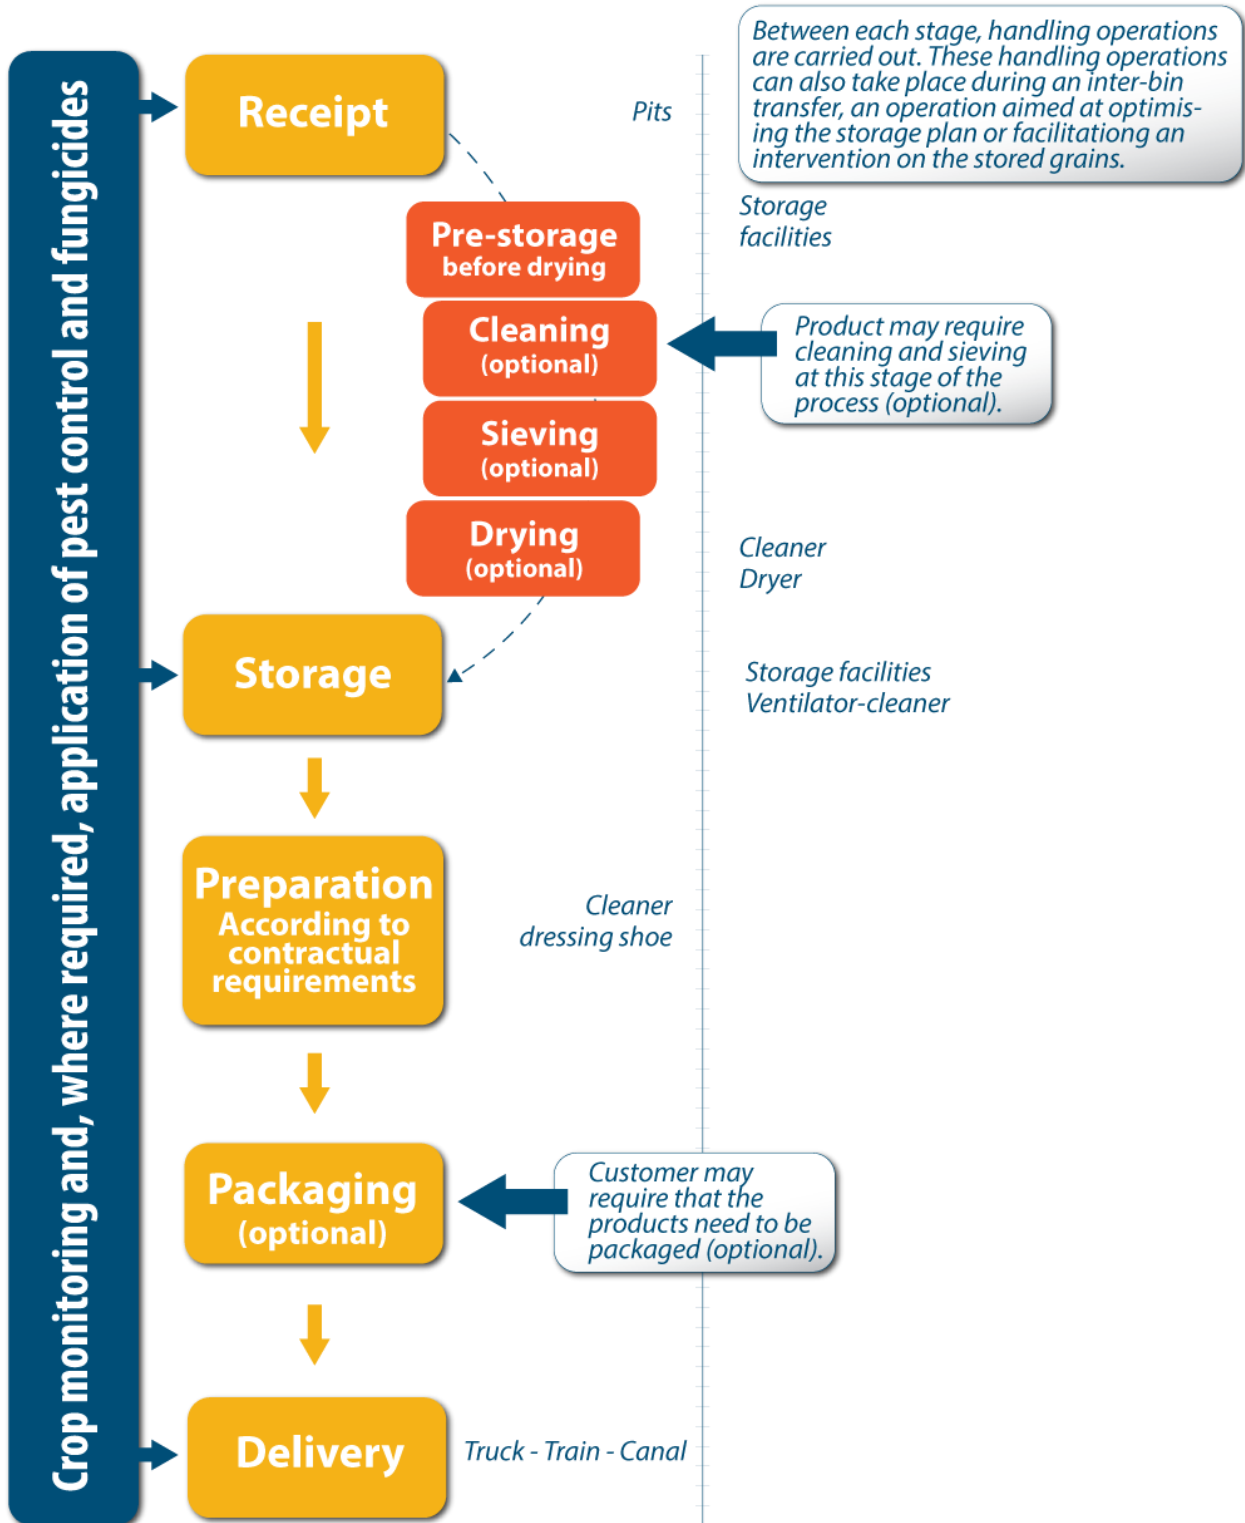 Crop monitoring and, where required, application of pest control and fungicides
Receipt
Pits
Between each stage, handling operations
are carried out. These handling operations
can also take place during an inter-bin
transfer, an operation aimed at optimis-
ing the storage plan or facilitationg an
intervention on the stored grains.
Pre-storage
before drying
Storage
facilities
Cleaning
(optional)
Product may require
cleaning and sieving
at this stage of the
process (optional).
Sieving
(optional)
Drying
(optional)
Cleaner
Dryer
Storage
Storage facilities
Ventilator-cleaner
Preparation
According to
contractual
requirements
Cleaner
dressing shoe
Packaging
(optional)
Customer may
require that the
products need to be
packaged (optional).
Delivery
Truck - Train - Canal